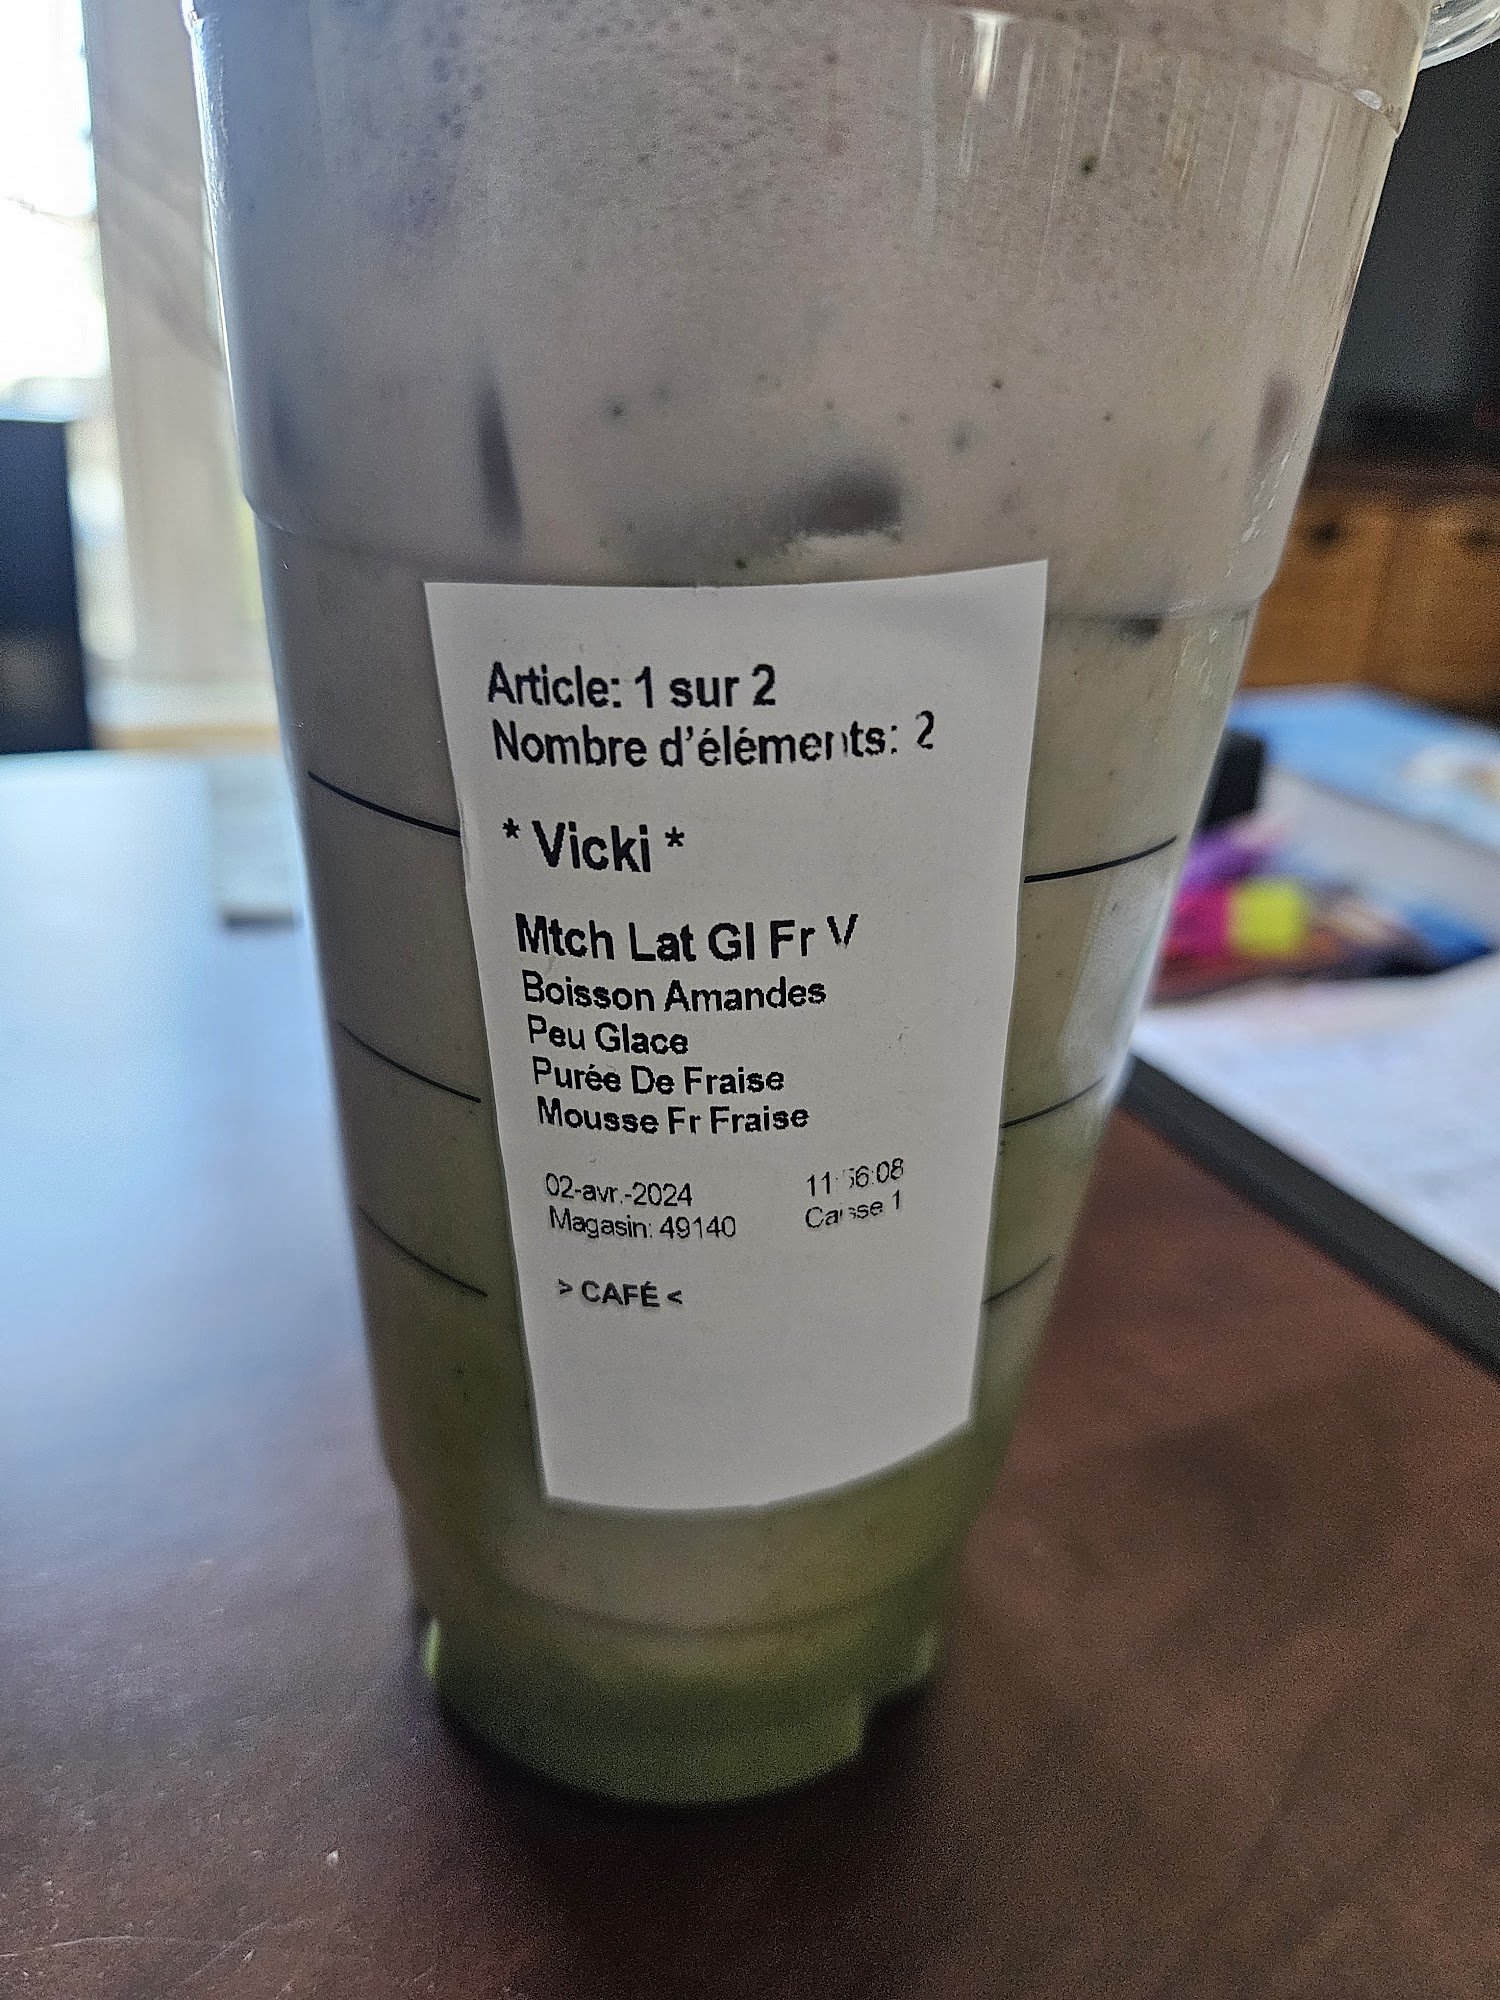 Article: 1 sur 2
Nombre d'éléments: 2
* Vicki *
Mtch Lat Gl Fr V
Boisson Amandes
Peu Glace
Purée De Fraise
Mousse Fr Fraise
02-avr.-2024 11:56:08
Magasin: 49140 Caisse 1
> CAFÉ <